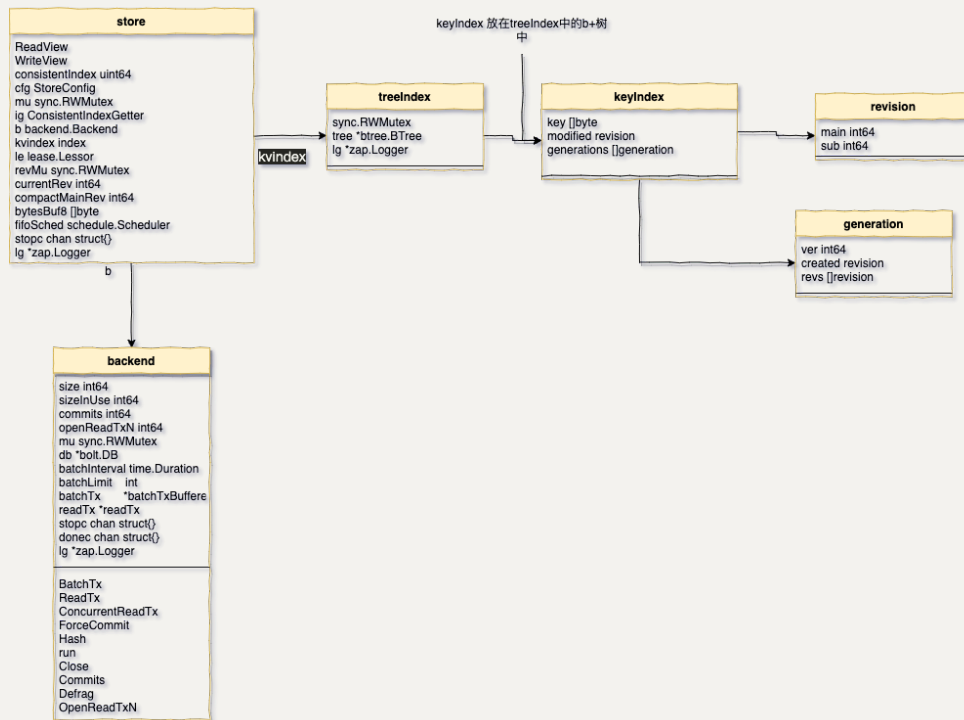 store
ReadView
WriteView
consistentIndex uint64
cfg StoreConfig
mu sync.RWMutex
ig ConsistentIndexGetter
b backend.Backend
kvindex index
le lease.Lessor
revMu sync.RWMutex
currentRev int64
compactMainRev int64
bytesBuf8 []byte
fifoSched schedule.Scheduler
stopc chan struct{}
lg *zap.Logger
kvindex
b
keyIndex 放在treeIndex中的b+树
中
treeIndex
sync.RWMutex
tree *btree.BTree
lg *zap.Logger
keyIndex
key []byte
modified revision
generations []generation
revision
main int64
sub int64
generation
ver int64
created revision
revs []revision
backend
size int64
sizeInUse int64
commits int64
openReadTxN int64
mu sync.RWMutex
db *bolt.DB
batchInterval time.Duration
batchLimit    int
batchTx       *batchTxBuffere
readTx *readTx
stopc chan struct{}
donec chan struct{}
lg *zap.Logger
BatchTx
ReadTx
ConcurrentReadTx
ForceCommit
Hash
run
Close
Commits
Defrag
OpenReadTxN